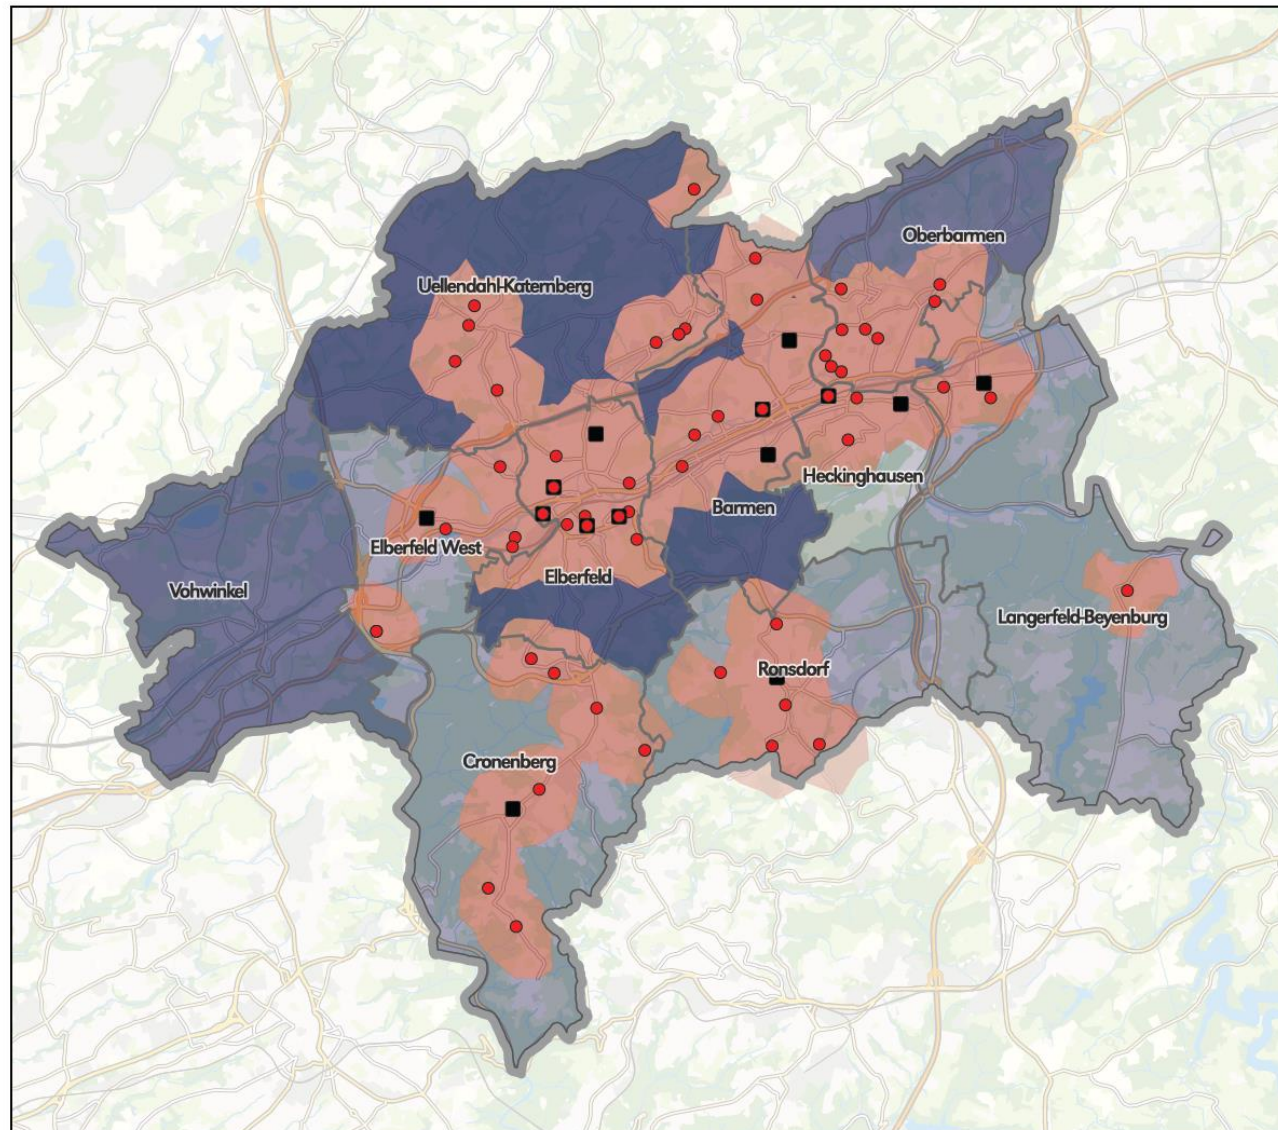 Oberbarmen
Uellendahl-Katernberg
Heckinghausen
Barmen
Elberfeld West
Elberfeld
Vohwinkel
Langerfeld-Beyenburg
Ronsdorf
Cronenberg